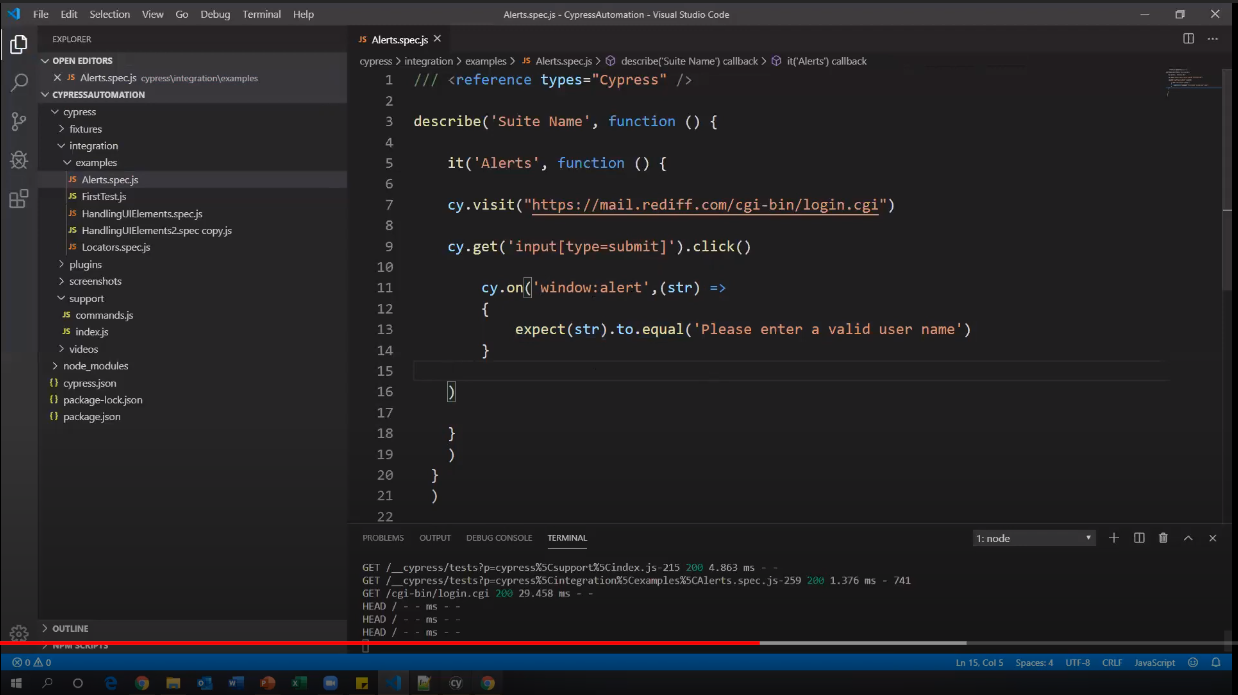 File Edit Selection View Go Debug Terminal Help
Alerts.spec.js - CypressAutomation - Visual Studio Code
EXPLORER
OPEN EDITORS
JS Alerts.spec.js cypress\integration\examples
CYPRESSAUTOMATION
cypress
fixtures
integration
examples
JS Alerts.spec.js
JS FirstTest.js
JS HandlingUIElements.spec.js
JS HandlingUIElements2.spec copy.js
JS Locators.spec.js
plugins
screenshots
support
JS commands.js
JS index.js
videos
node_modules
{} cypress.json
{} package-lock.json
{} package.json
OUTLINE
NPM SCRIPTS
JS Alerts.spec.js
cypress > integration > examples > JS Alerts.spec.js > describe('Suite Name') callback > it('Alerts') callback
1 /// <reference types="Cypress" />
2
3 describe('Suite Name', function () {
4
5 it('Alerts', function () {
6
7 cy.visit("https://mail.rediff.com/cgi-bin/login.cgi")
8
9 cy.get('input[type=submit]').click()
10
11 cy.on('window:alert',(str) =>
12 {
13 expect(str).to.equal('Please enter a valid user name')
14 }
15
16 )
17
18 }
19 )
20 }
21 )
22
PROBLEMS OUTPUT DEBUG CONSOLE TERMINAL
1: node
GET /__cypress/tests?p=cypress%5Csupport%5Cindex.js-215 200 4.863 ms - -
GET /__cypress/tests?p=cypress%5Cintegration%5Cexamples%5CAlerts.spec.js-259 200 1.376 ms - 741
GET /cgi-bin/login.cgi 200 29.458 ms - -
HEAD / - - ms - -
HEAD / - - ms - -
HEAD / - - ms - -
0 0
Ln 15, Col 5 Spaces: 4 UTF-8 CRLF JavaScript
cy